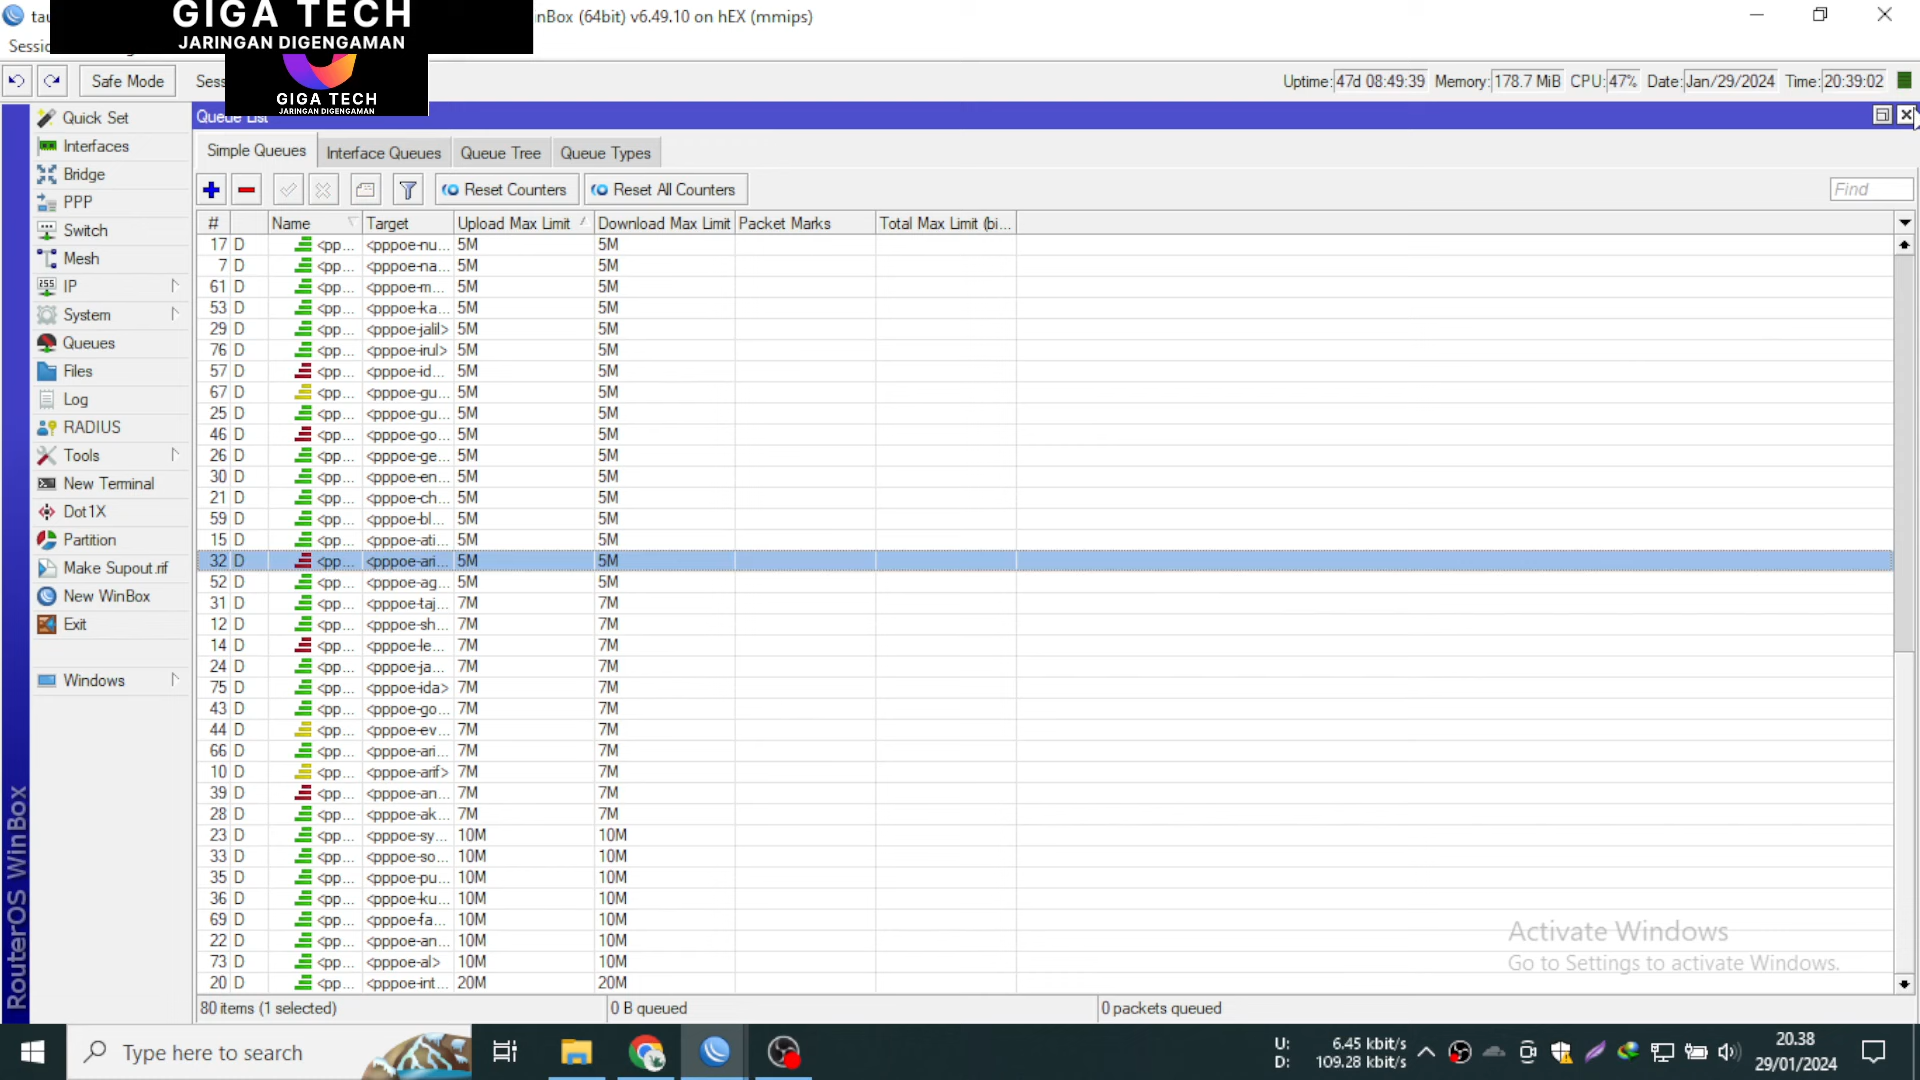 GIGA TECH
JARINGAN DIGENGAMAN
inBox (64bit) v6.49.10 on hEX (mmips)
GIGA TECH
JARINGAN DIGENGAMAN
Safe Mode
Uptime: 47d 08:49:39 Memory: 178.7 MiB CPU: 47% Date: Jan/29/2024 Time: 20:39:02
Queue List
Simple Queues Interface Queues Queue Tree Queue Types
Reset Counters Reset All Counters Find
# Name Target Upload Max Limit Download Max Limit Packet Marks Total Max Limit (bi...
17 D <pp... <pppoe-nu... 5M 5M
7 D <pp... <pppoe-na... 5M 5M
61 D <pp... <pppoe-m... 5M 5M
53 D <pp... <pppoe-ka... 5M 5M
29 D <pp... <pppoe-jalil> 5M 5M
76 D <pp... <pppoe-irul> 5M 5M
57 D <pp... <pppoe-id... 5M 5M
67 D <pp... <pppoe-gu... 5M 5M
25 D <pp... <pppoe-gu... 5M 5M
46 D <pp... <pppoe-go... 5M 5M
26 D <pp... <pppoe-ge... 5M 5M
30 D <pp... <pppoe-en... 5M 5M
21 D <pp... <pppoe-ch... 5M 5M
59 D <pp... <pppoe-bl... 5M 5M
15 D <pp... <pppoe-ati... 5M 5M
32 D <pp... <pppoe-ari... 5M 5M
52 D <pp... <pppoe-ag... 5M 5M
31 D <pp... <pppoe-taj... 7M 7M
12 D <pp... <pppoe-sh... 7M 7M
14 D <pp... <pppoe-le... 7M 7M
24 D <pp... <pppoe-ja... 7M 7M
75 D <pp... <pppoe-ida> 7M 7M
43 D <pp... <pppoe-go... 7M 7M
44 D <pp... <pppoe-ev... 7M 7M
66 D <pp... <pppoe-ari... 7M 7M
10 D <pp... <pppoe-arif> 7M 7M
39 D <pp... <pppoe-an... 7M 7M
28 D <pp... <pppoe-ak... 7M 7M
23 D <pp... <pppoe-sy... 10M 10M
33 D <pp... <pppoe-so... 10M 10M
35 D <pp... <pppoe-pu... 10M 10M
36 D <pp... <pppoe-ku... 10M 10M
69 D <pp... <pppoe-fa... 10M 10M
22 D <pp... <pppoe-an... 10M 10M
73 D <pp... <pppoe-al> 10M 10M
20 D <pp... <pppoe-int... 20M 20M
80 items (1 selected) 0 B queued 0 packets queued
Quick Set
Interfaces
Bridge
PPP
Switch
Mesh
255 IP
System
Queues
Files
Log
RADIUS
Tools
New Terminal
Dot1X
Partition
Make Supout.rif
New WinBox
Exit
Windows
RouterOS WinBox
Activate Windows
Go to Settings to activate Windows.
Type here to search
U: 6.45 kbit/s
D: 109.28 kbit/s
20.38
29/01/2024